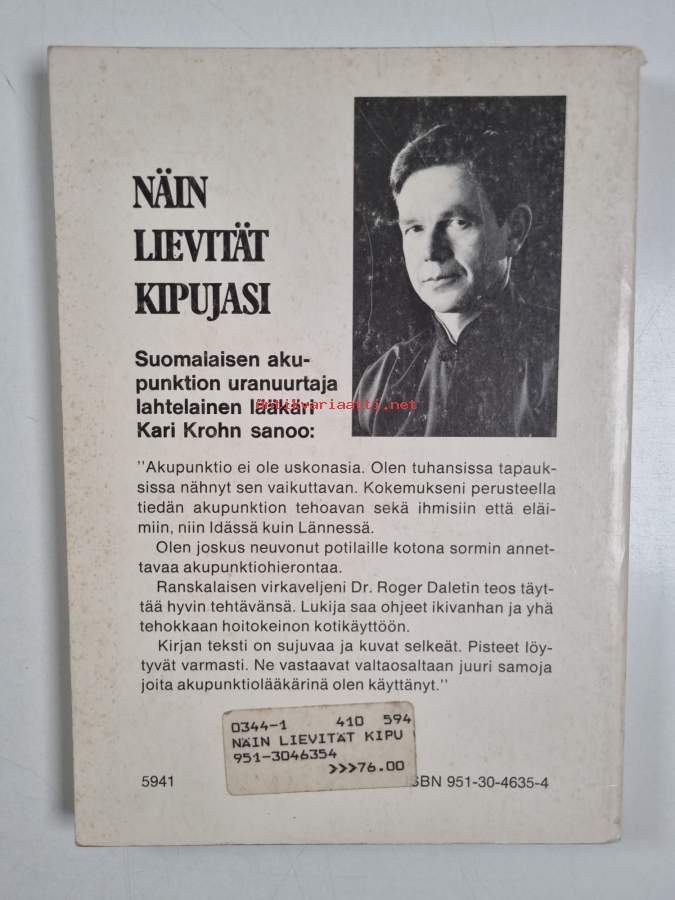 NÄIN
LIEVITÄT
KIPUJASI
Suomalaisen aku-
punktion uranuurtaja
lahtelainen lääkäri
Kari Krohn sanoo:
antikvariaatti.net
"Akupunktio ei ole uskonasia. Olen tuhansissa tapauk-
sissa nähnyt sen vaikuttavan. Kokemukseni perusteella
tiedän akupunktion tehoavan sekä ihmisiin että eläi-
miin, niin Idässä kuin Lännessä.
Olen joskus neuvonut potilaille kotona sormin annet-
tavaa akupunktiohierontaa.
Ranskalaisen virkaveljeni Dr. Roger Daletin teos täyt-
tää hyvin tehtävänsä. Lukija saa ohjeet ikivanhan ja yhä
tehokkaan hoitokeinon kotikäyttöön.
Kirjan teksti on sujuvaa ja kuvat selkeät. Pisteet löy-
tyvät varmasti. Ne vastaavat valtaosaltaan juuri samoja
joita akupunktiolääkärinä olen käyttänyt."
0344-1 410 594
NÄIN LIEVITÄT KIPU
951-3046354
>>>76.00
5941 SBN 951-30-4635-4